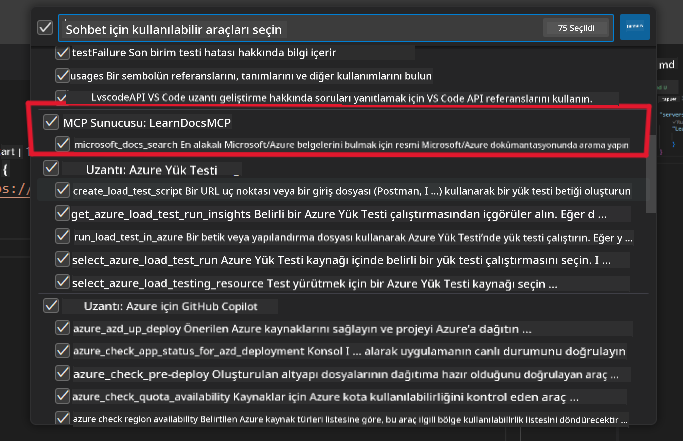 Sohbet için kullanılabilir araçları seçin
75 Seçildi
testFailure Son birim testi hatası hakkında bilgi içerir
usages Bir sembolün referanslarını, tanımlarını ve diğer kullanımlarını bulun
LvscodeAPI VS Code uzantı geliştirme hakkında soruları yanıtlamak için VS Code API referanslarını kullanın.
MCP Sunucusu: LearnDocsMCP
microsoft_docs_search En alakalı Microsoft/Azure belgelerini bulmak için resmi Microsoft/Azure dokümantasyonunda arama yapın
Uzantı: Azure Yük Testi
create_load_test_script Bir URL uç noktası veya bir giriş dosyası (Postman, I ...) kullanarak bir yük testi betiği oluşturun
get_azure_load_test_run_insights Belirli bir Azure Yük Testi çalıştırmasından içgörüler alın. Eğer d ...
run_load_test_in_azure Bir betik veya yapılandırma dosyası kullanarak Azure Yük Testi’nde yük testi çalıştırın. Eğer y ...
select_azure_load_test_run Azure Yük Testi kaynağı içinde belirli bir yük testi çalıştırmasını seçin. I ...
select_azure_load_testing_resource Test yürütmek için bir Azure Yük Testi kaynağı seçin ...
Uzantı: Azure için GitHub Copilot
azure_azd_up_deploy Önerilen Azure kaynaklarını sağlayın ve projeyi Azure’a dağıtın ...
azure_check_app_status_for_azd_deployment Konsol I ... alarak uygulamanın canlı durumunu doğrulayın
azure_check_pre-deploy Oluşturulan altyapı dosyalarının dağıtıma hazır olduğunu doğrulayan araç ...
azure_check_quota_availability Kaynaklar için Azure kota kullanılabilirliğini kontrol eden araç ...
azure check region availability Belirtilen Azure kaynak türleri listesine göre, bu araç ilgili bölge kullanılabilirlik listesini döndürecektir ...
md
art |
{
s://